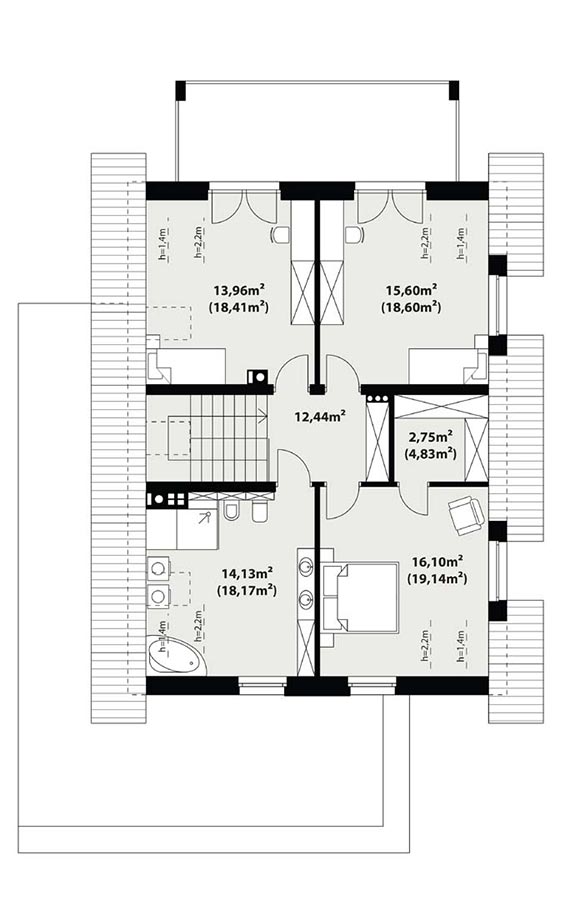 h=1,4m
h=2,2m
h=2,2m
h=1,4m
13,96m²
(18,41m²)
15,60m²
(18,60m²)
12,44m²
2,75m²
(4,83m²)
14,13m²
(18,17m²)
16,10m²
(19,14m²)
h=1,4m
h=2,2m
h=2,2m
h=1,4m